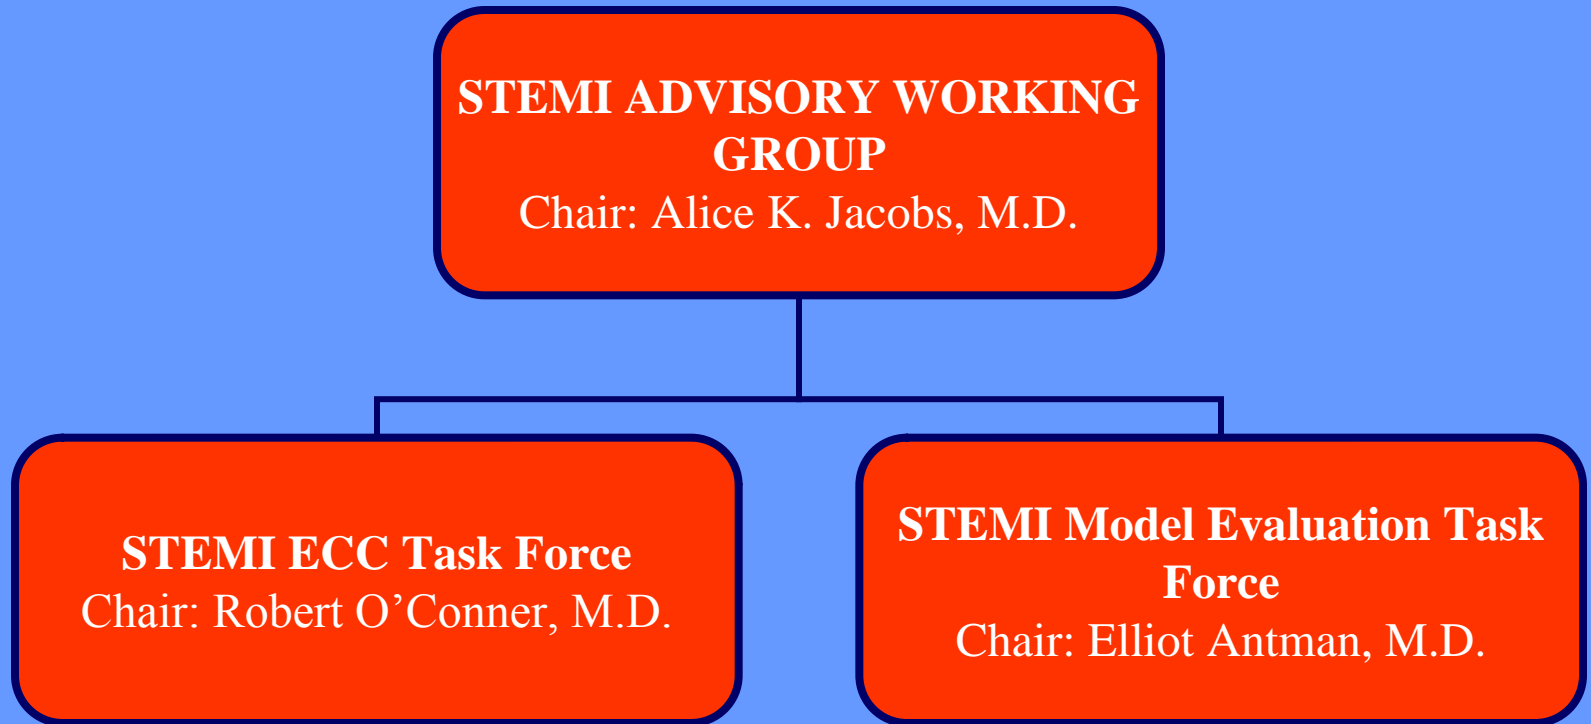 STEMI ADVISORY WORKING
GROUP
Chair: Alice K. Jacobs, M.D.
STEMI ECC Task Force
Chair: Robert O’Conner, M.D.
STEMI Model Evaluation Task
Force
Chair: Elliot Antman, M.D.